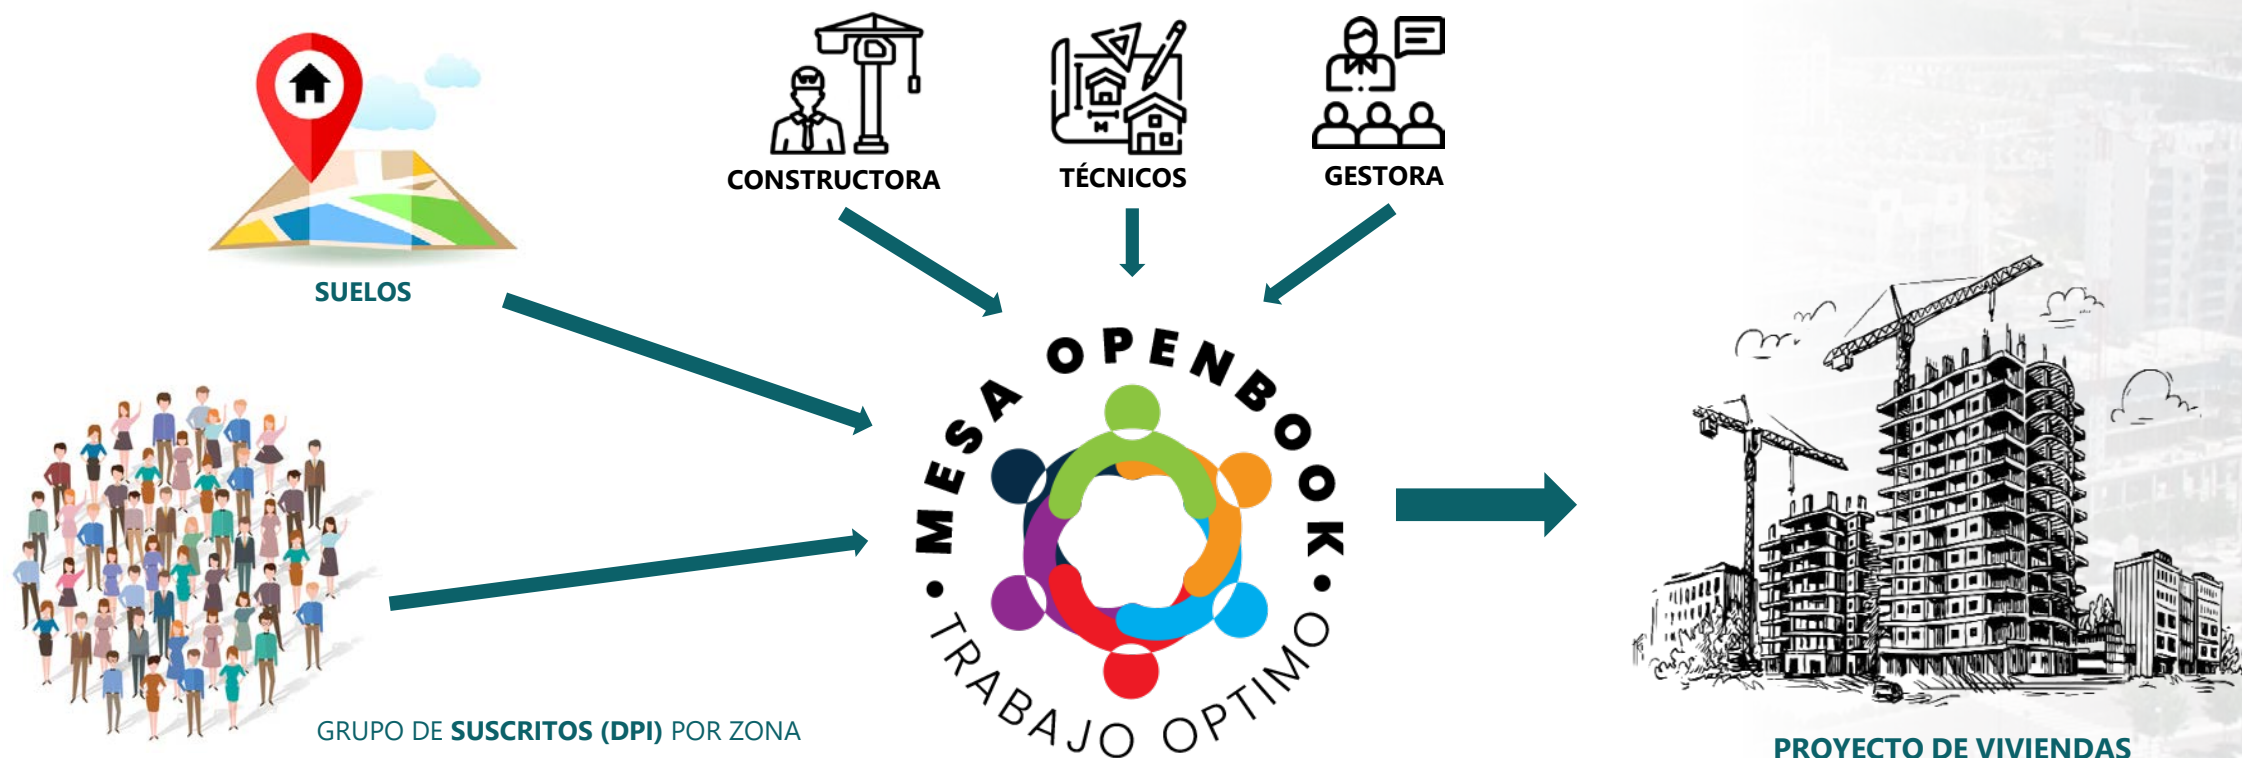 CONSTRUCTORA
TÉCNICOS
GESTORA
SUELOS
• MESA OPENBOOK •
TRABAJO OPTIMO
GRUPO DE SUSCRITOS (DPI) POR ZONA
PROYECTO DE VIVIENDAS